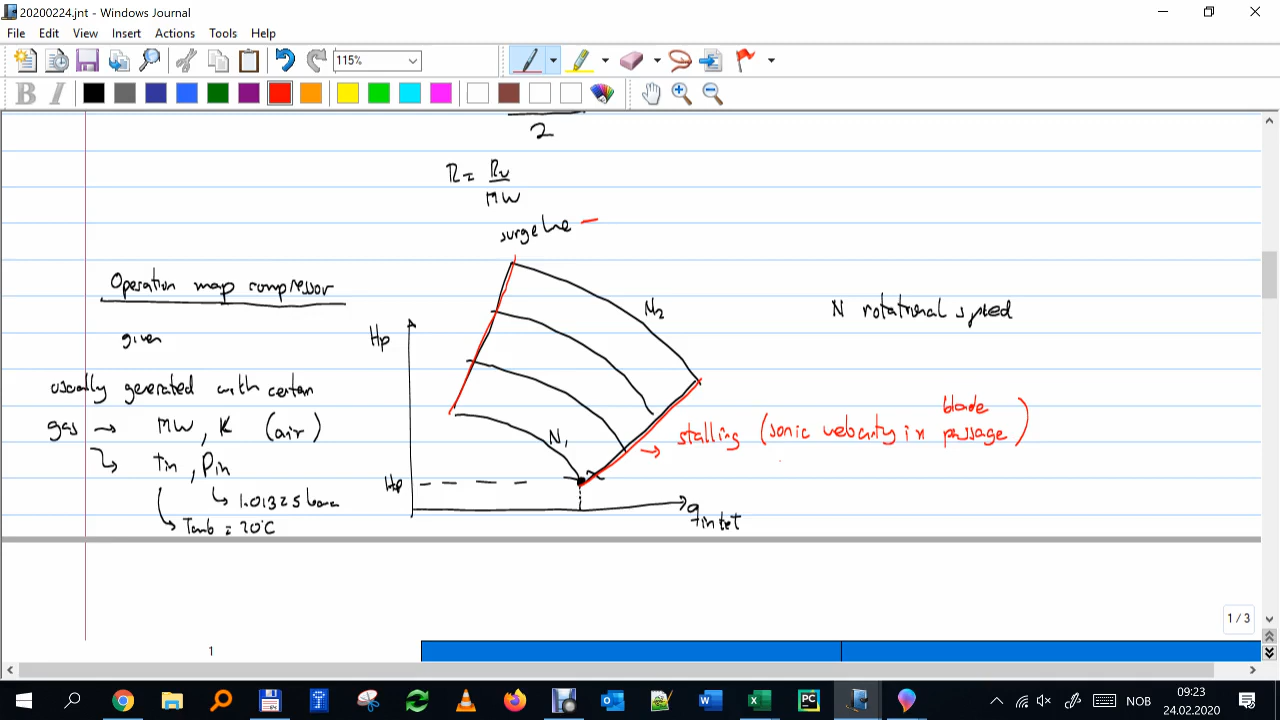 20200224.jnt - Windows Journal
File Edit View Insert Actions Tools Help
115%
B I
2
R = Ru
MW
surge line
Operation map compressor
N2
N rotational speed
Hp
given
usually generated with certain
blade
gas → MW, K (air)
N1
→ stalling (sonic velocity in passage)
Tin, Pin
Hp
1.01325 bara
qinlet
Tamb = 20°C
1 / 3
1
NOB
09:23
24.02.2020